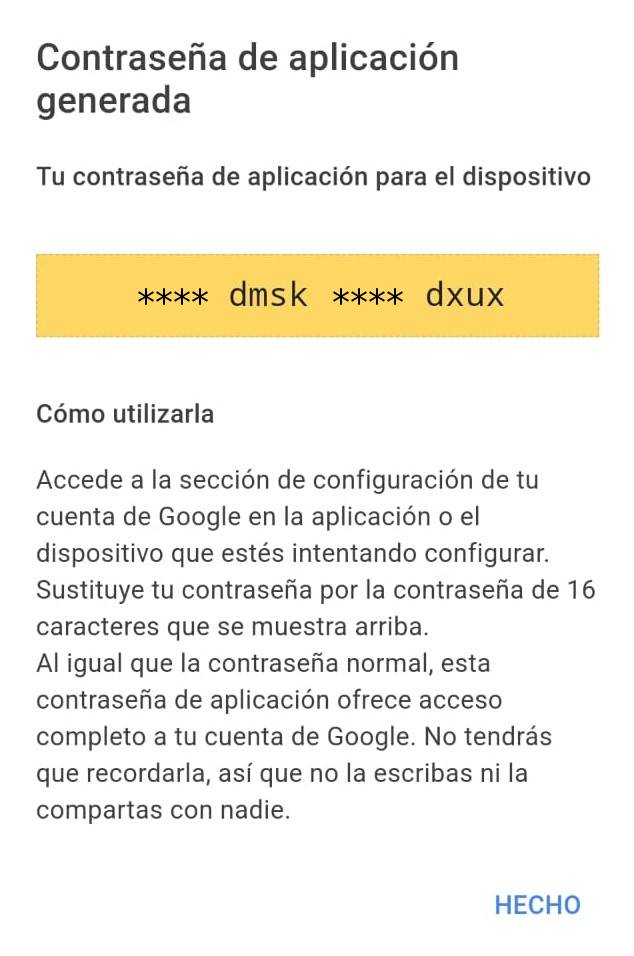 Contraseña de aplicación
generada
Tu contraseña de aplicación para el dispositivo
**** dmsk **** dxux
Cómo utilizarla
Accede a la sección de configuración de tu
cuenta de Google en la aplicación o el
dispositivo que estés intentando configurar.
Sustituye tu contraseña por la contraseña de 16
caracteres que se muestra arriba.
Al igual que la contraseña normal, esta
contraseña de aplicación ofrece acceso
completo a tu cuenta de Google. No tendrás
que recordarla, así que no la escribas ni la
compartas con nadie.
HECHO